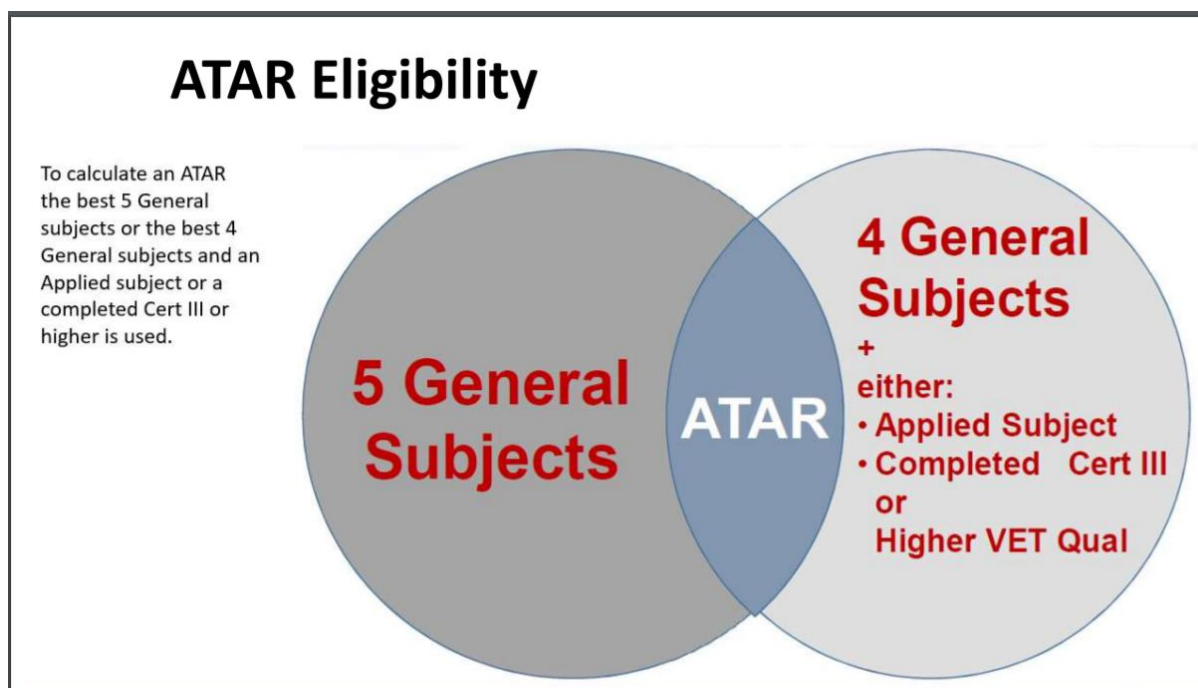 ATAR Eligibility
To calculate an ATAR
the best 5 General
subjects or the best 4
General subjects and an
Applied subject or a
completed Cert III or
higher is used.
5 General
Subjects
ATAR
4 General
Subjects
+
either:
• Applied Subject
• Completed Cert III
or
Higher VET Qual